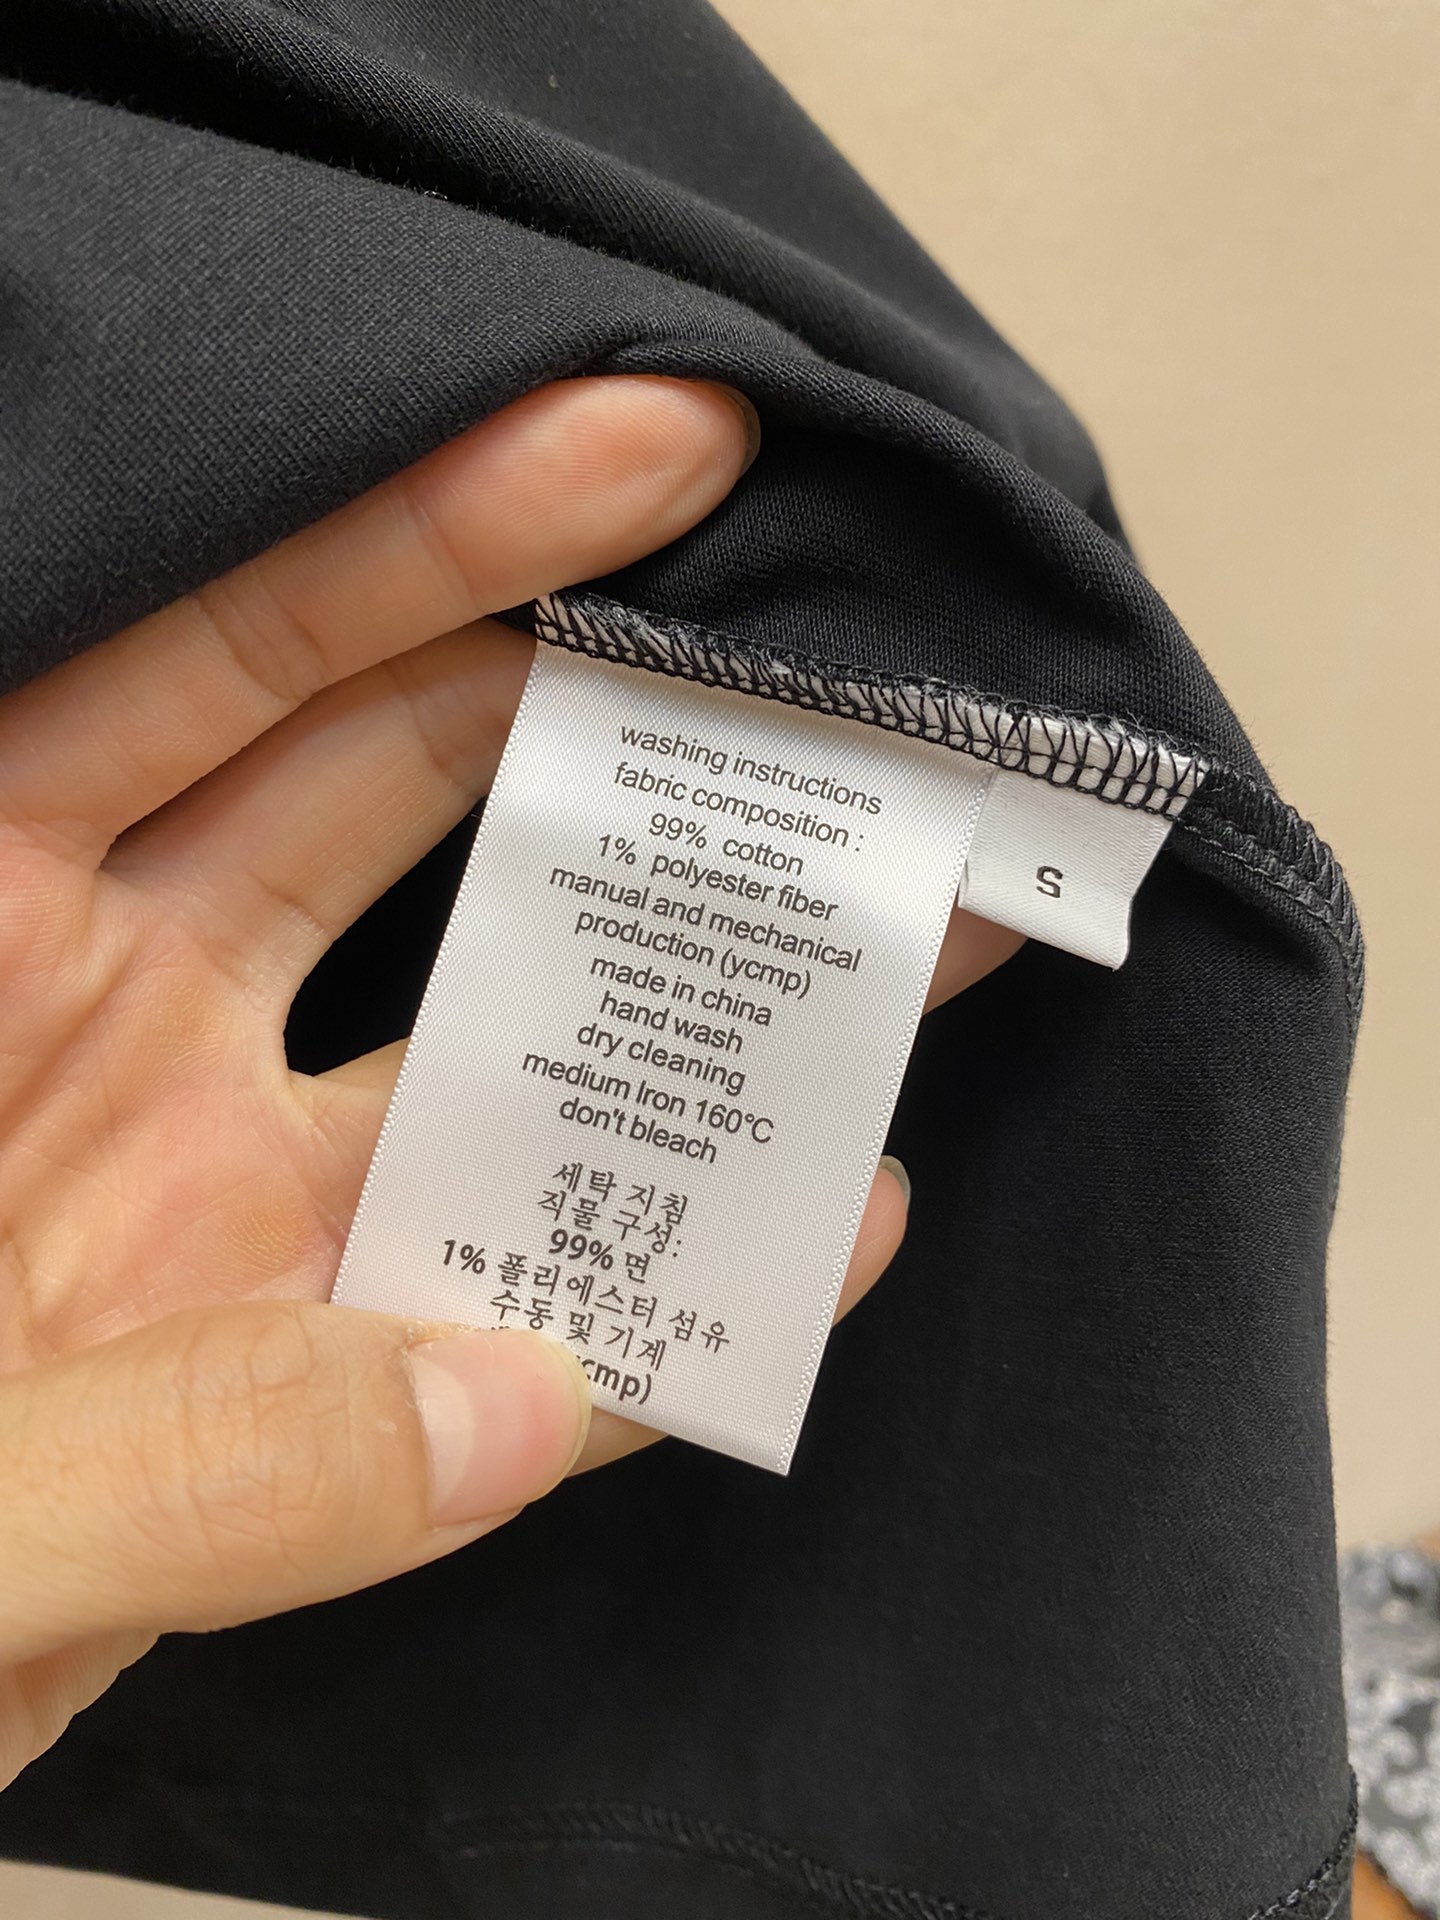 washing instructions
fabric composition :
99% cotton
1% polyester fiber
manual and mechanical
production (ycmp)
made in china
hand wash
dry cleaning
medium Iron 160°C
don't bleach
세탁 지침
직물 구성:
99% 면
1% 폴리에스터 섬유
수동 및 기계
S